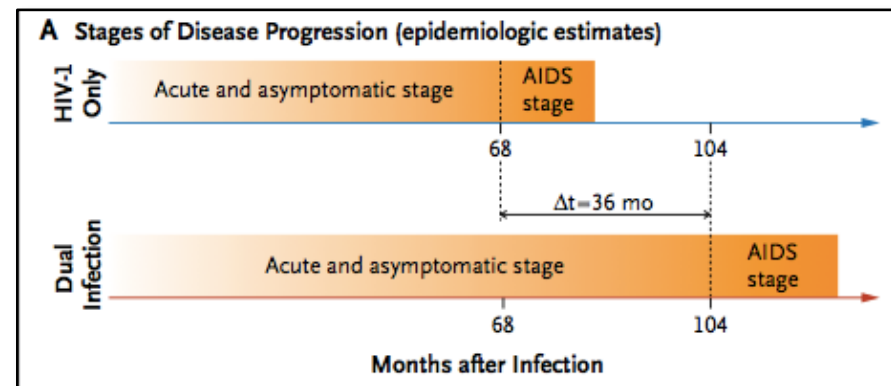 A Stages of Disease Progression (epidemiologic estimates)
HIV-1
Only
Acute and asymptomatic stage
AIDS
stage
68
104
Δt=36 mo
Dual
Infection
Acute and asymptomatic stage
AIDS
stage
68
104
Months after Infection